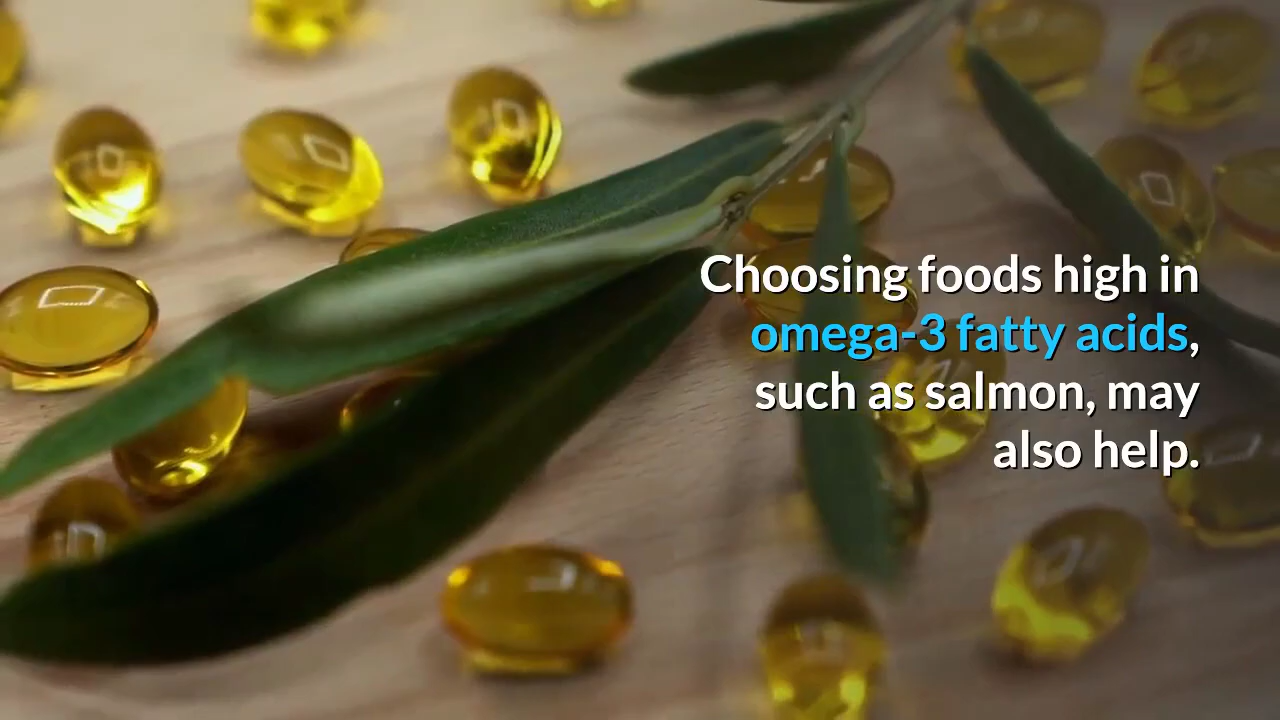 Choosing foods high in
omega-3 fatty acids,
such as salmon, may
also help.